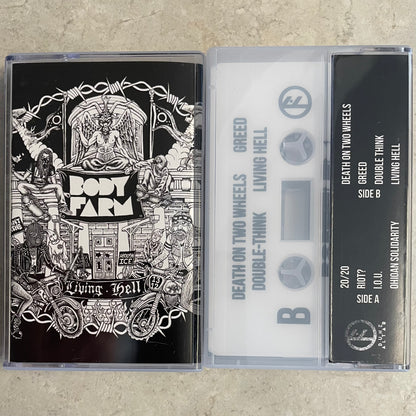 BODY
FARM
ICE
Living Hell
DEATH ON TWO WHEELS GREED
DOUBLE-THINK LIVING HELL
B
20/20
RIOT?
I.O.U.
OHIOAN SOLIDARITY
SIDE A
DEATH ON TWO WHEELS
GREED
DOUBLE THINK
LIVING HELL
SIDE B